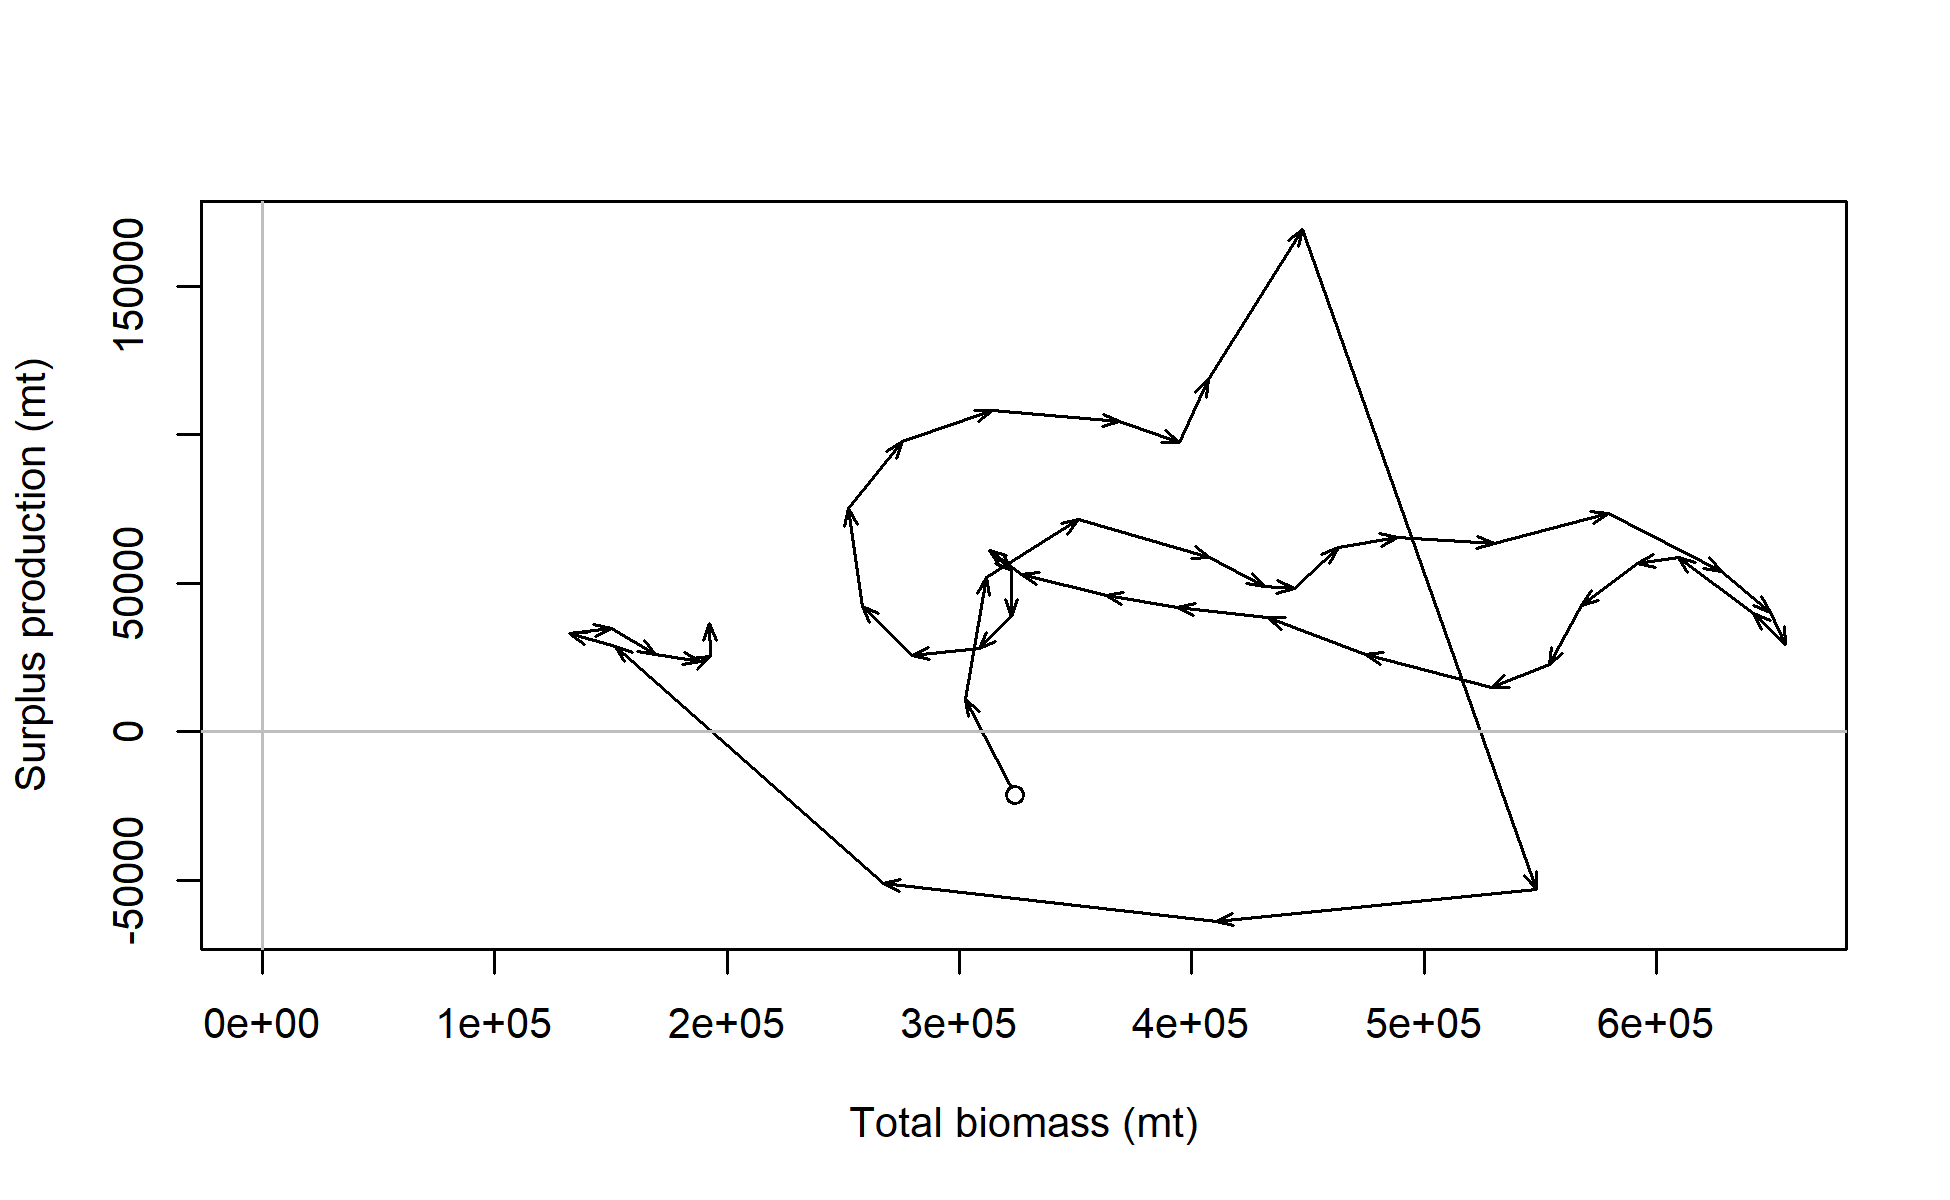 Surplus production (mt)
150000
50000
0
-50000
0e+00 1e+05 2e+05 3e+05 4e+05 5e+05 6e+05
Total biomass (mt)